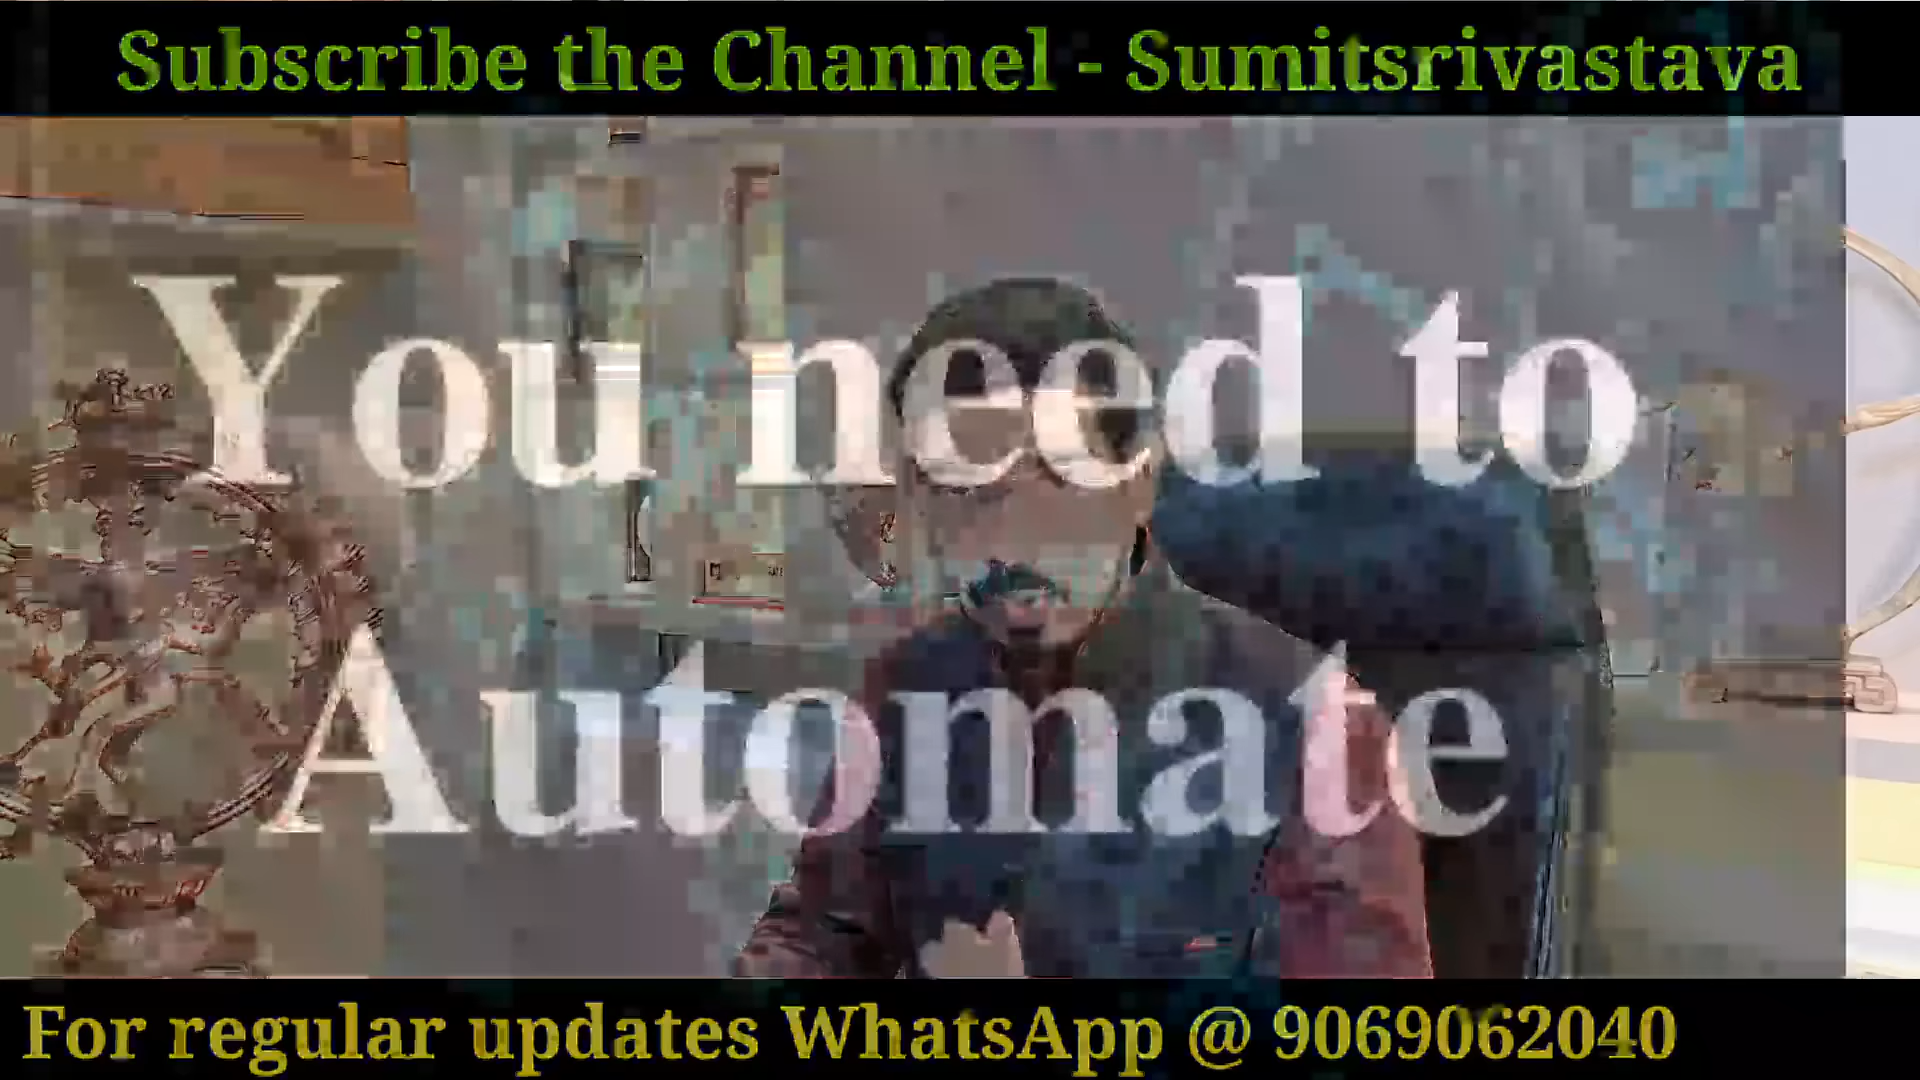 Subscribe the Channel - Sumitsrivastava
You need to
Automate
For regular updates WhatsApp @ 9069062040